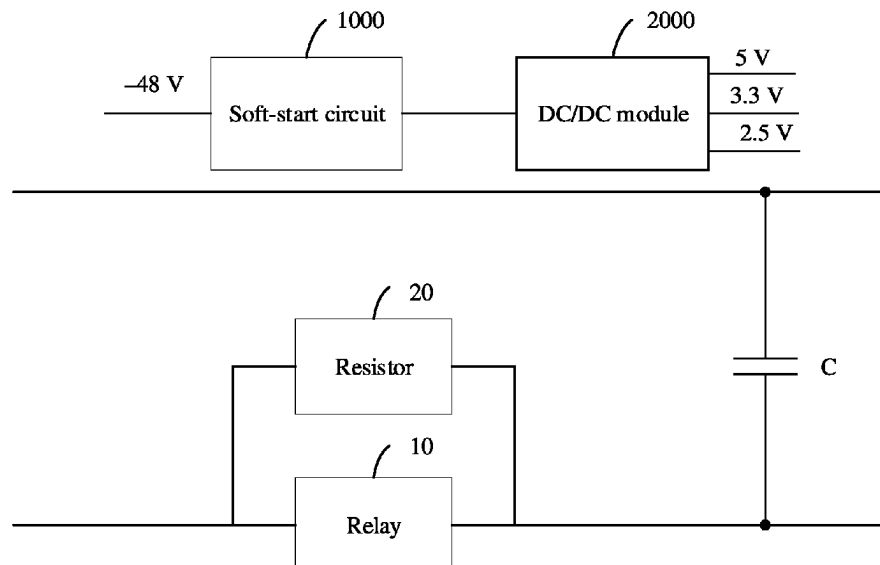 1000
2000
–48 V
Soft-start circuit
DC/DC module
5 V
3.3 V
2.5 V
20
Resistor
C
10
Relay